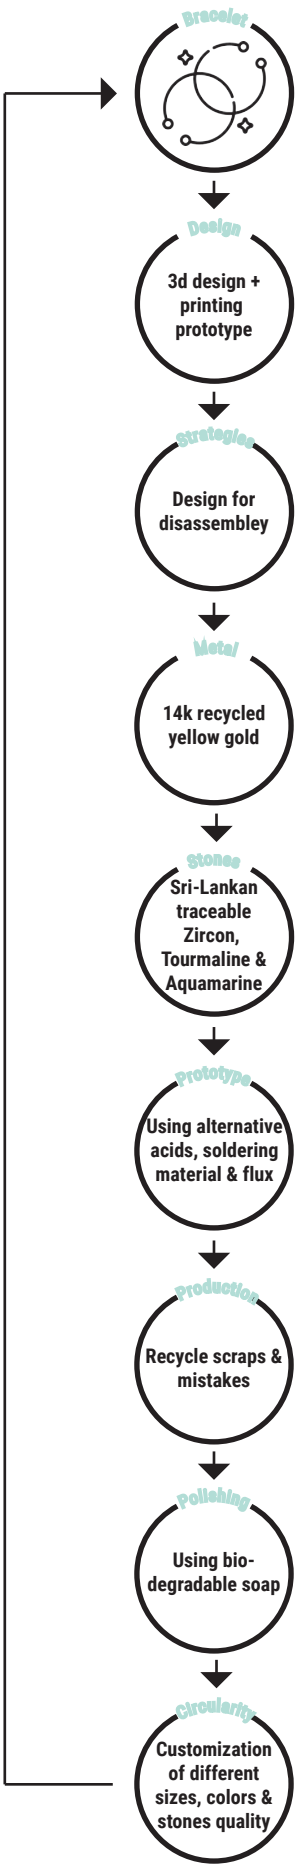 Bracelet
Design
3d design +
printing
prototype
Strategies
Design for
disassembley
Metal
14k recycled
yellow gold
Stones
Sri-Lankan
traceable
Zircon,
Tourmaline &
Aquamarine
Prototype
Using alternative
acids, soldering
material & flux
Production
Recycle scraps &
mistakes
Polishing
Using bio-
degradable soap
Circularity
Customization
of different
sizes, colors &
stones quality